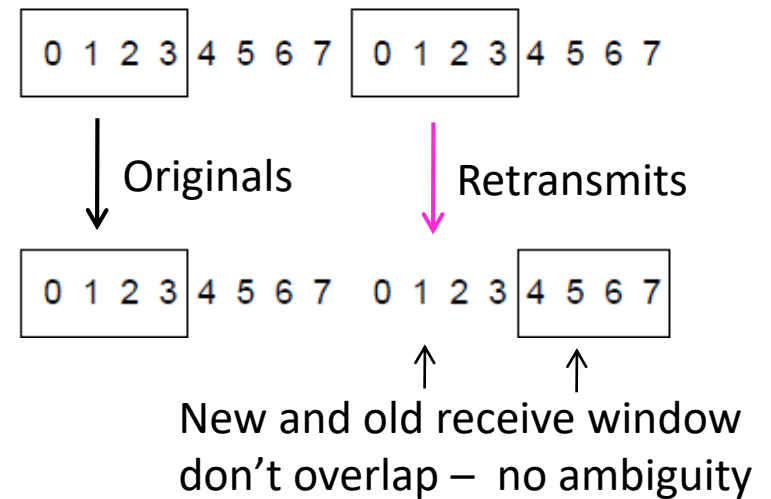 0 1 2 3 4 5 6 7 0 1 2 3 4 5 6 7
Originals Retransmits
0 1 2 3 4 5 6 7 0 1 2 3 4 5 6 7
New and old receive window
don’t overlap – no ambiguity